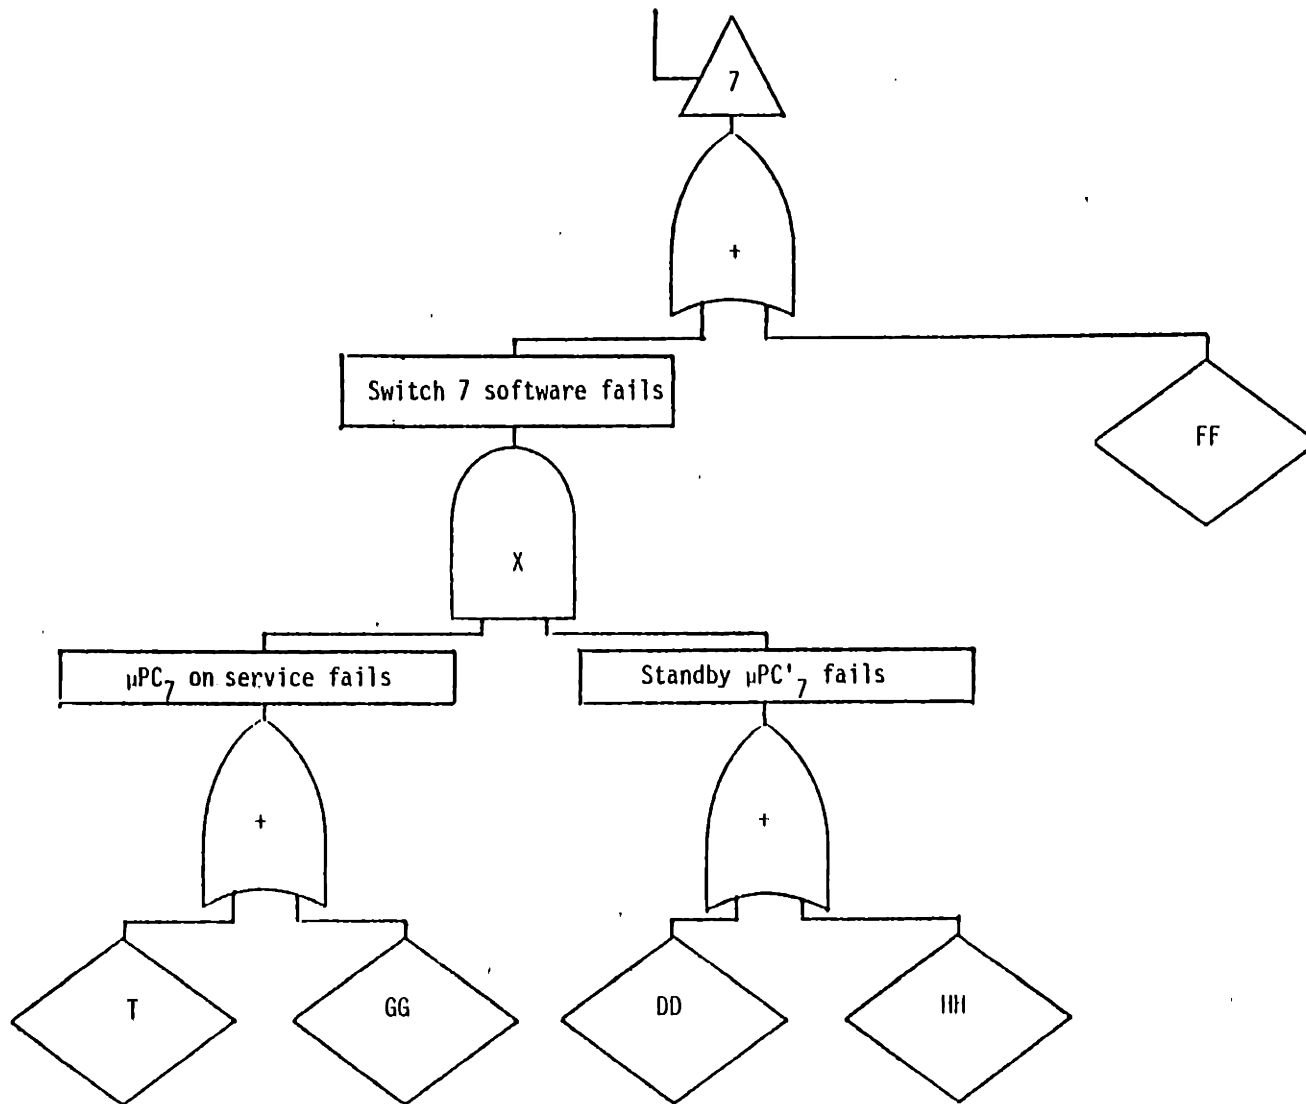 7
+
Switch 7 software fails
FF
X
μPC7 on service fails
Standby μPC'7 fails
+
+
T
GG
DD
HH